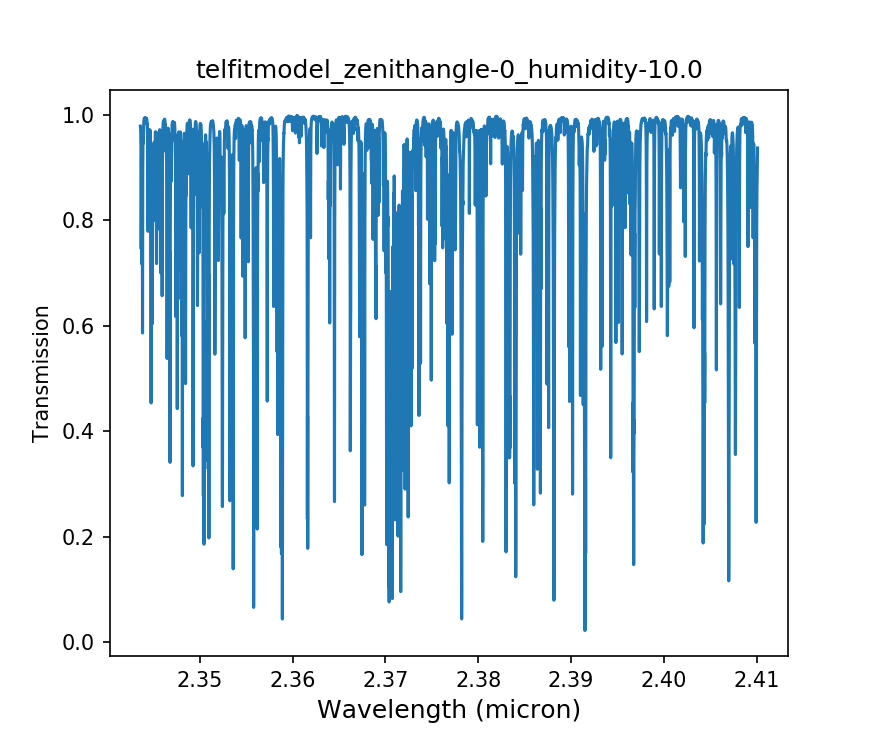 telfitmodel_zenithangle-0_humidity-10.0
1.0
0.8
0.6
0.4
0.2
0.0
Transmission
2.35 2.36 2.37 2.38 2.39 2.40 2.41
Wavelength (micron)